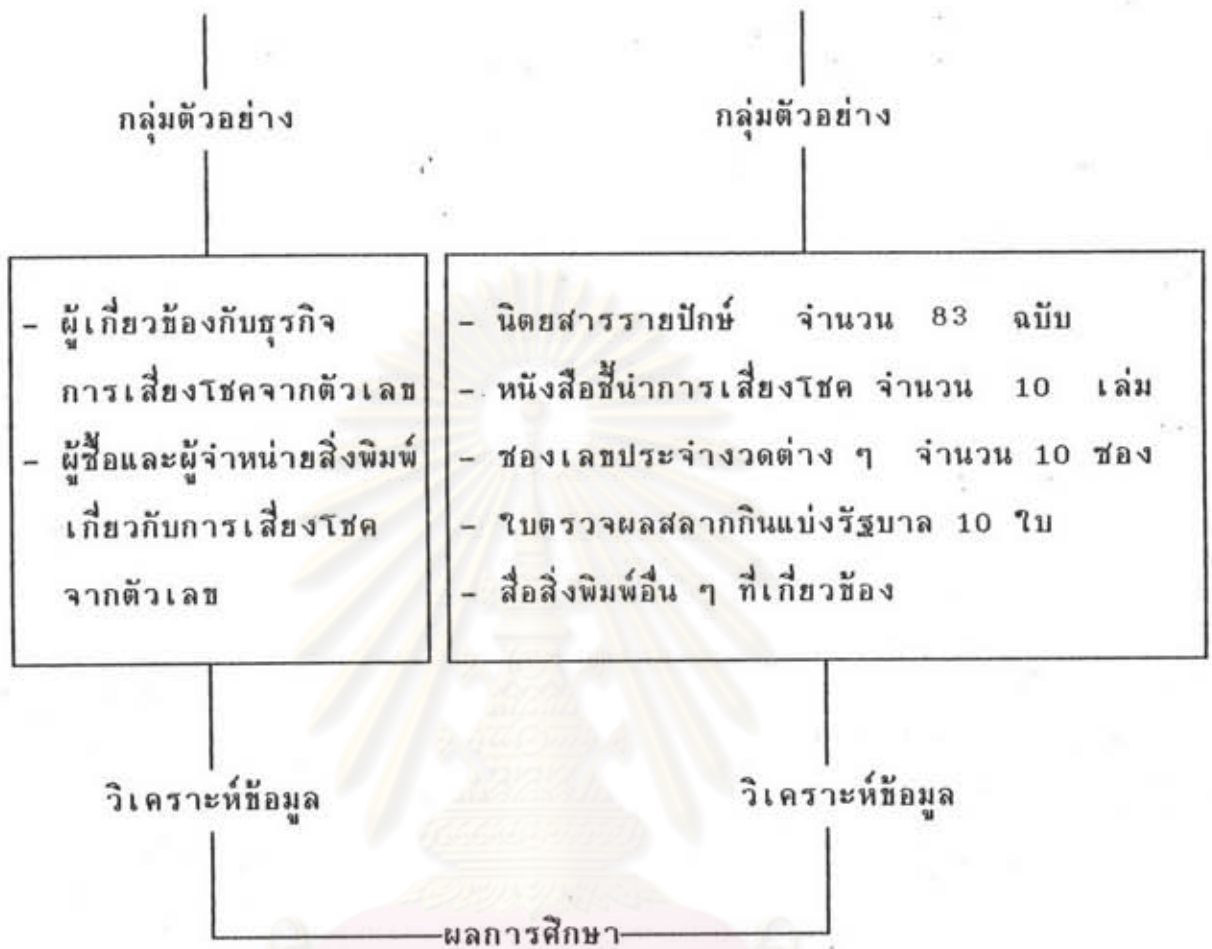 กลุ่มตัวอย่าง
กลุ่มตัวอย่าง
- ผู้เกี่ยวข้องกับธุรกิจ
การเสี่ยงโชคจากตัวเลข
- ผู้ซื้อและผู้จำหน่ายสิ่งพิมพ์
เกี่ยวกับการเสี่ยงโชค
จากตัวเลข
- นิตยสารรายปักษ์ จำนวน 83 ฉบับ
- หนังสือชี้นำการเสี่ยงโชค จำนวน 10 เล่ม
- ซองเลขประจำงวดต่าง ๆ จำนวน 10 ซอง
- ใบตรวจผลสลากกินแบ่งรัฐบาล 10 ใบ
- สื่อสิ่งพิมพ์อื่น ๆ ที่เกี่ยวข้อง
วิเคราะห์ข้อมูล
วิเคราะห์ข้อมูล
ผลการศึกษา